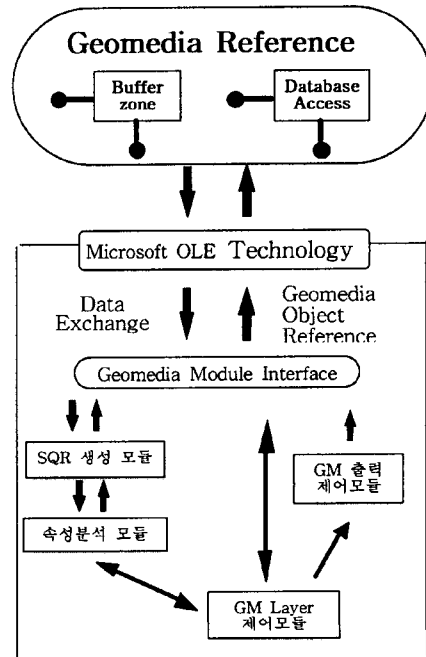 Geomedia Reference
Buffer
zone
Database
Access
Microsoft OLE Technology
Data
Exchange
Geomedia
Object
Reference
Geomedia Module Interface
SQR 생성 모듈
GM 출력
제어모듈
속성분석 모듈
GM Layer
제어모듈